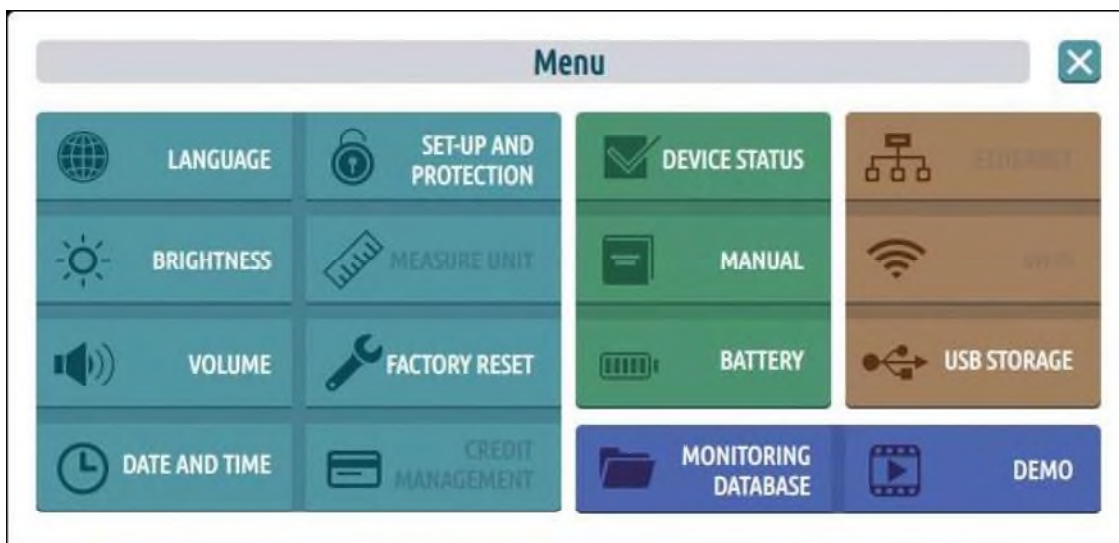 Menu
LANGUAGE
SET-UP AND
PROTECTION
DEVICE STATUS
ETHERNET
BRIGHTNESS
MEASURE UNIT
MANUAL
VOLUME
FACTORY RESET
BATTERY
USB STORAGE
DATE AND TIME
CREDIT
MANAGEMENT
MONITORING
DATABASE
DEMO